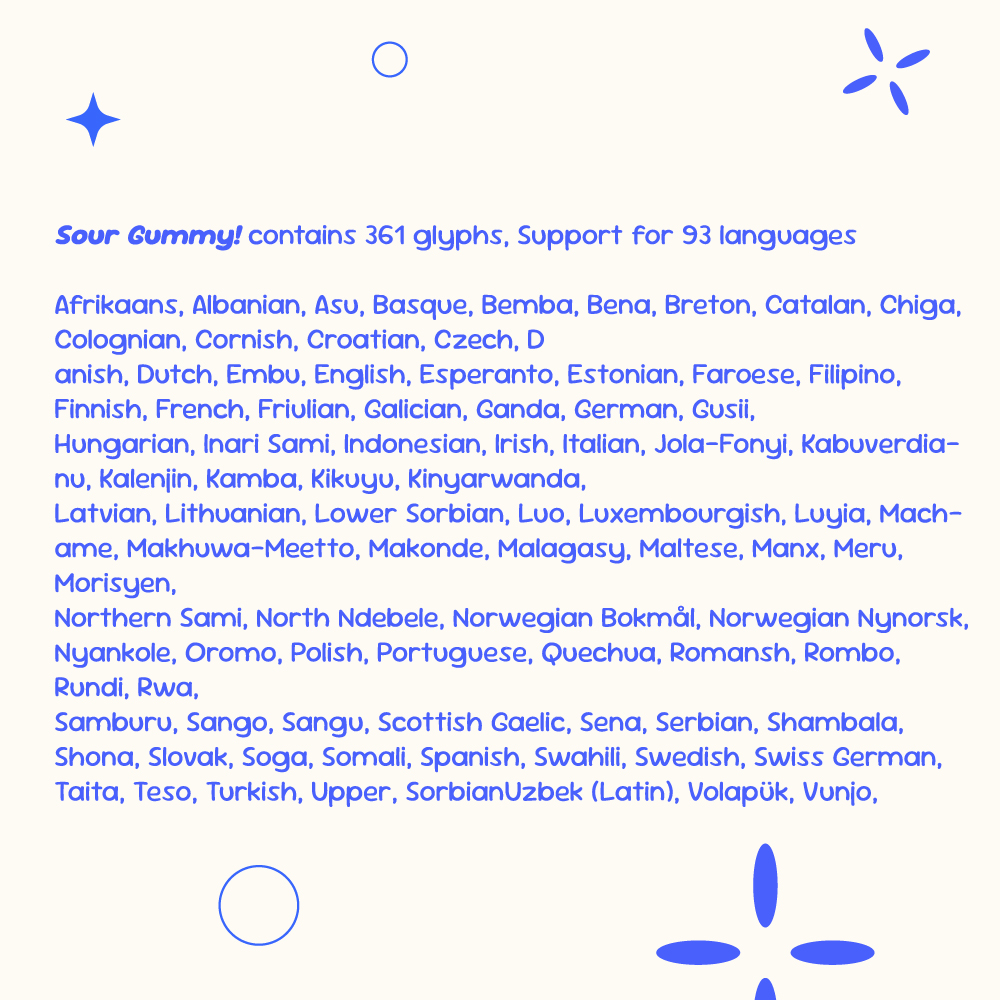 Sour Gummy! contains 361 glyphs, Support for 93 languages
Afrikaans, Albanian, Asu, Basque, Bemba, Bena, Breton, Catalan, Chiga,
Colognian, Cornish, Croatian, Czech, D
anish, Dutch, Embu, English, Esperanto, Estonian, Faroese, Filipino,
Finnish, French, Friulian, Galician, Ganda, German, Gusii,
Hungarian, Inari Sami, Indonesian, Irish, Italian, Jola-Fonyi, Kabuverdia-
nu, Kalenjin, Kamba, Kikuyu, Kinyarwanda,
Latvian, Lithuanian, Lower Sorbian, Luo, Luxembourgish, Luyia, Mach-
ame, Makhuwa-Meetto, Makonde, Malagasy, Maltese, Manx, Meru,
Morisyen,
Northern Sami, North Ndebele, Norwegian Bokmål, Norwegian Nynorsk,
Nyankole, Oromo, Polish, Portuguese, Quechua, Romansh, Rombo,
Rundi, Rwa,
Samburu, Sango, Sangu, Scottish Gaelic, Sena, Serbian, Shambala,
Shona, Slovak, Soga, Somali, Spanish, Swahili, Swedish, Swiss German,
Taita, Teso, Turkish, Upper, SorbianUzbek (Latin), Volapük, Vunjo,